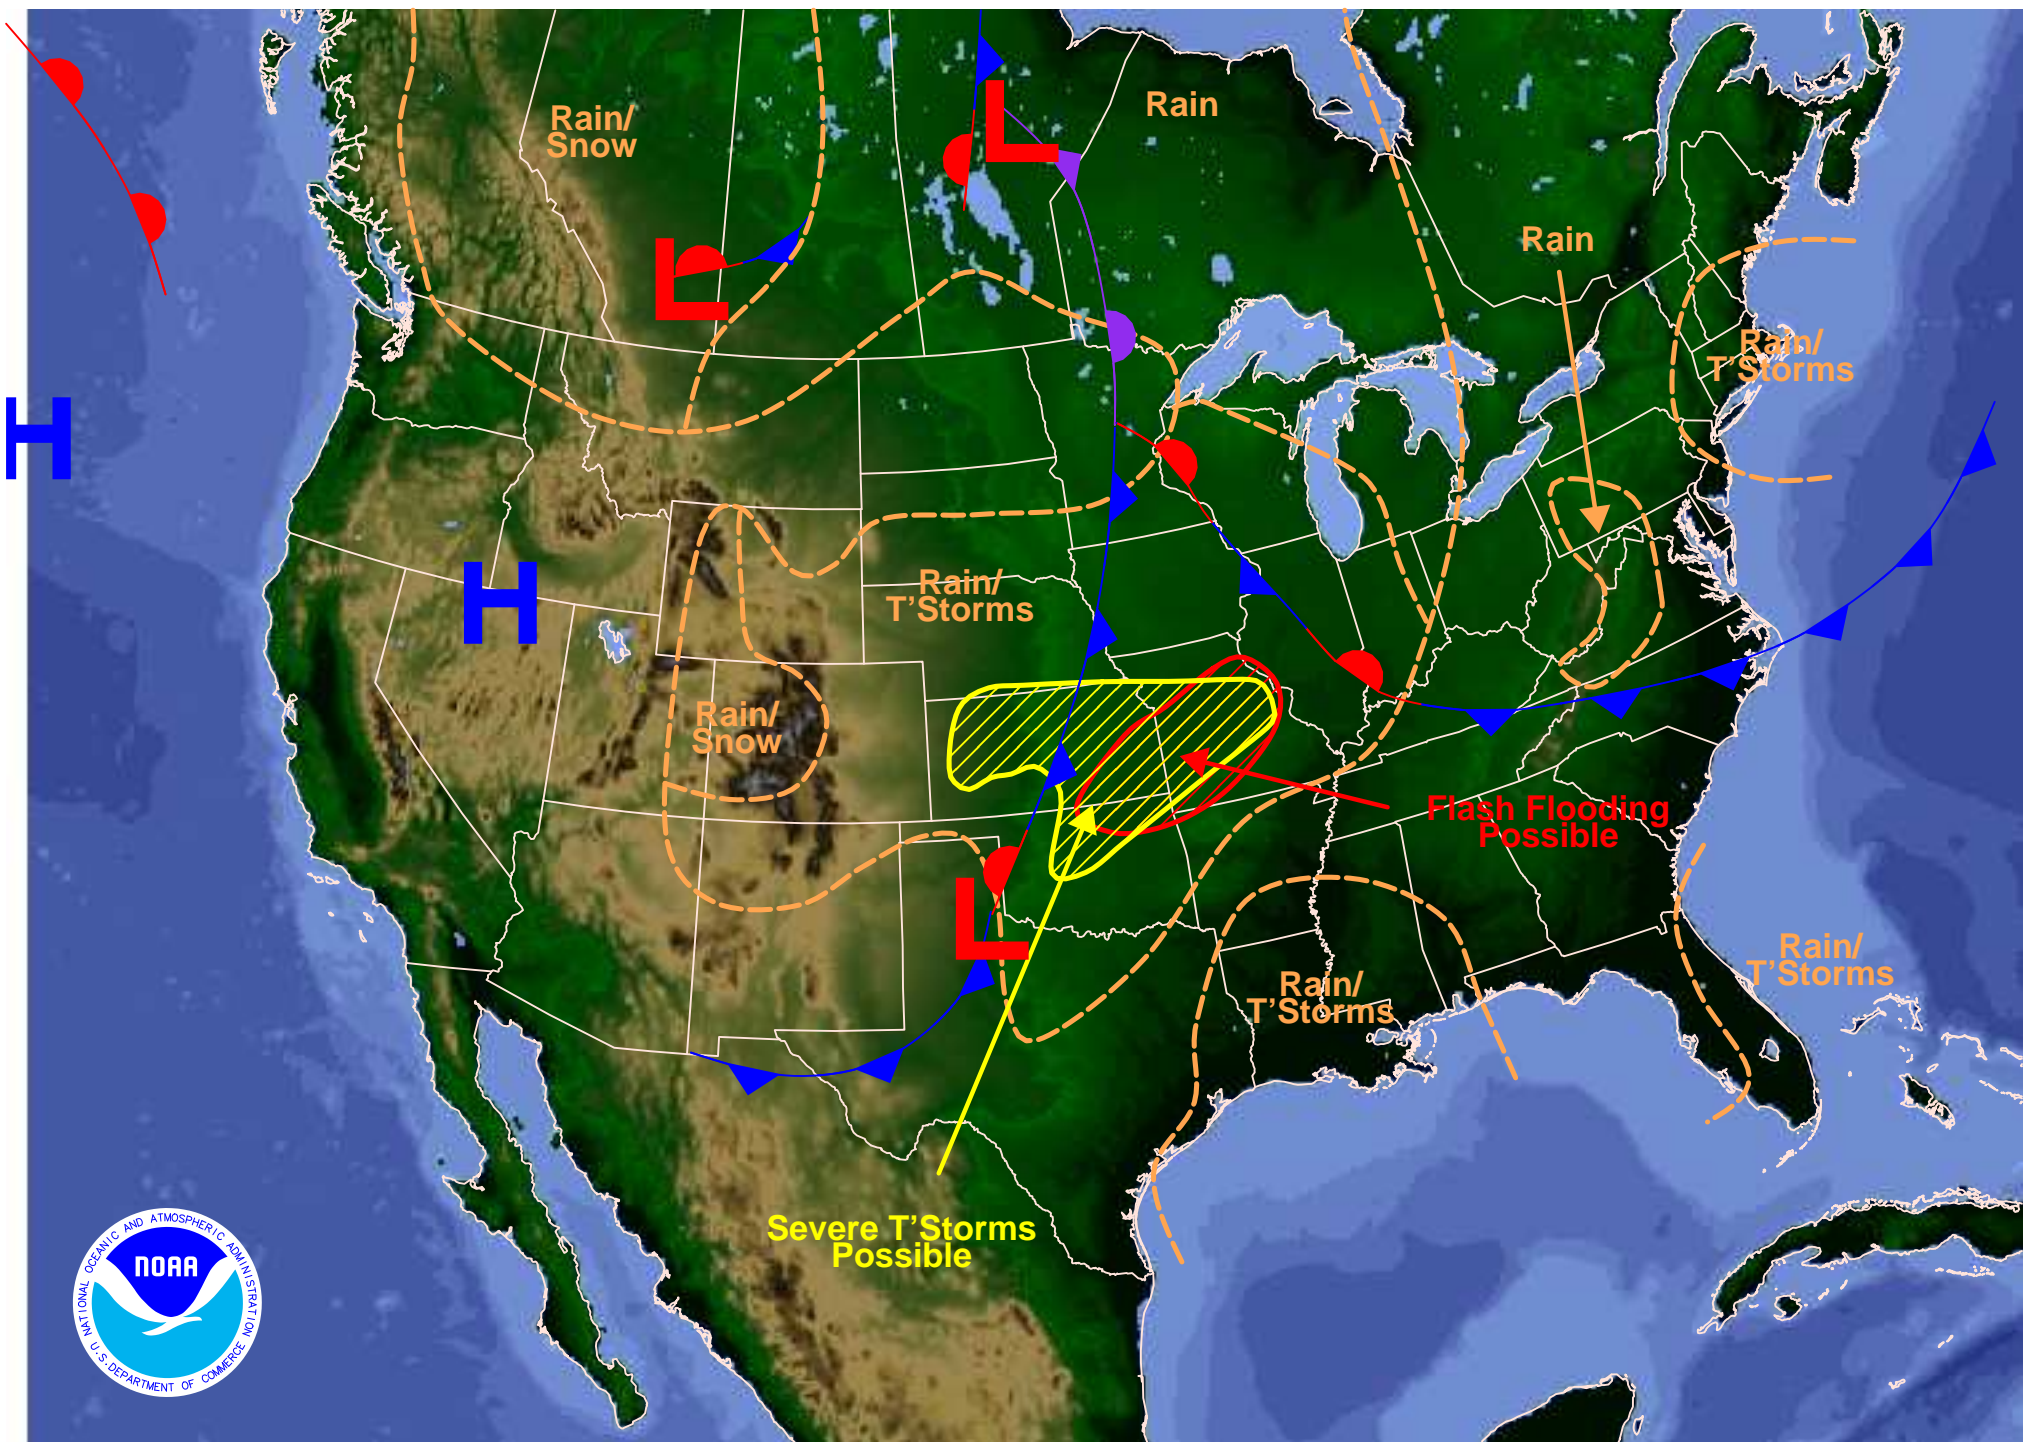 Rain/
Snow
L
Rain
L
Rain
Rain/
T'Storms
H
H
Rain/
T'Storms
Rain/
Snow
Flash Flooding
Possible
L
Rain/
T'Storms
Rain/
T'Storms
Severe T'Storms
Possible
NATIONAL OCEANIC AND ATMOSPHERIC ADMINISTRATION
NOAA
U.S. DEPARTMENT OF COMMERCE